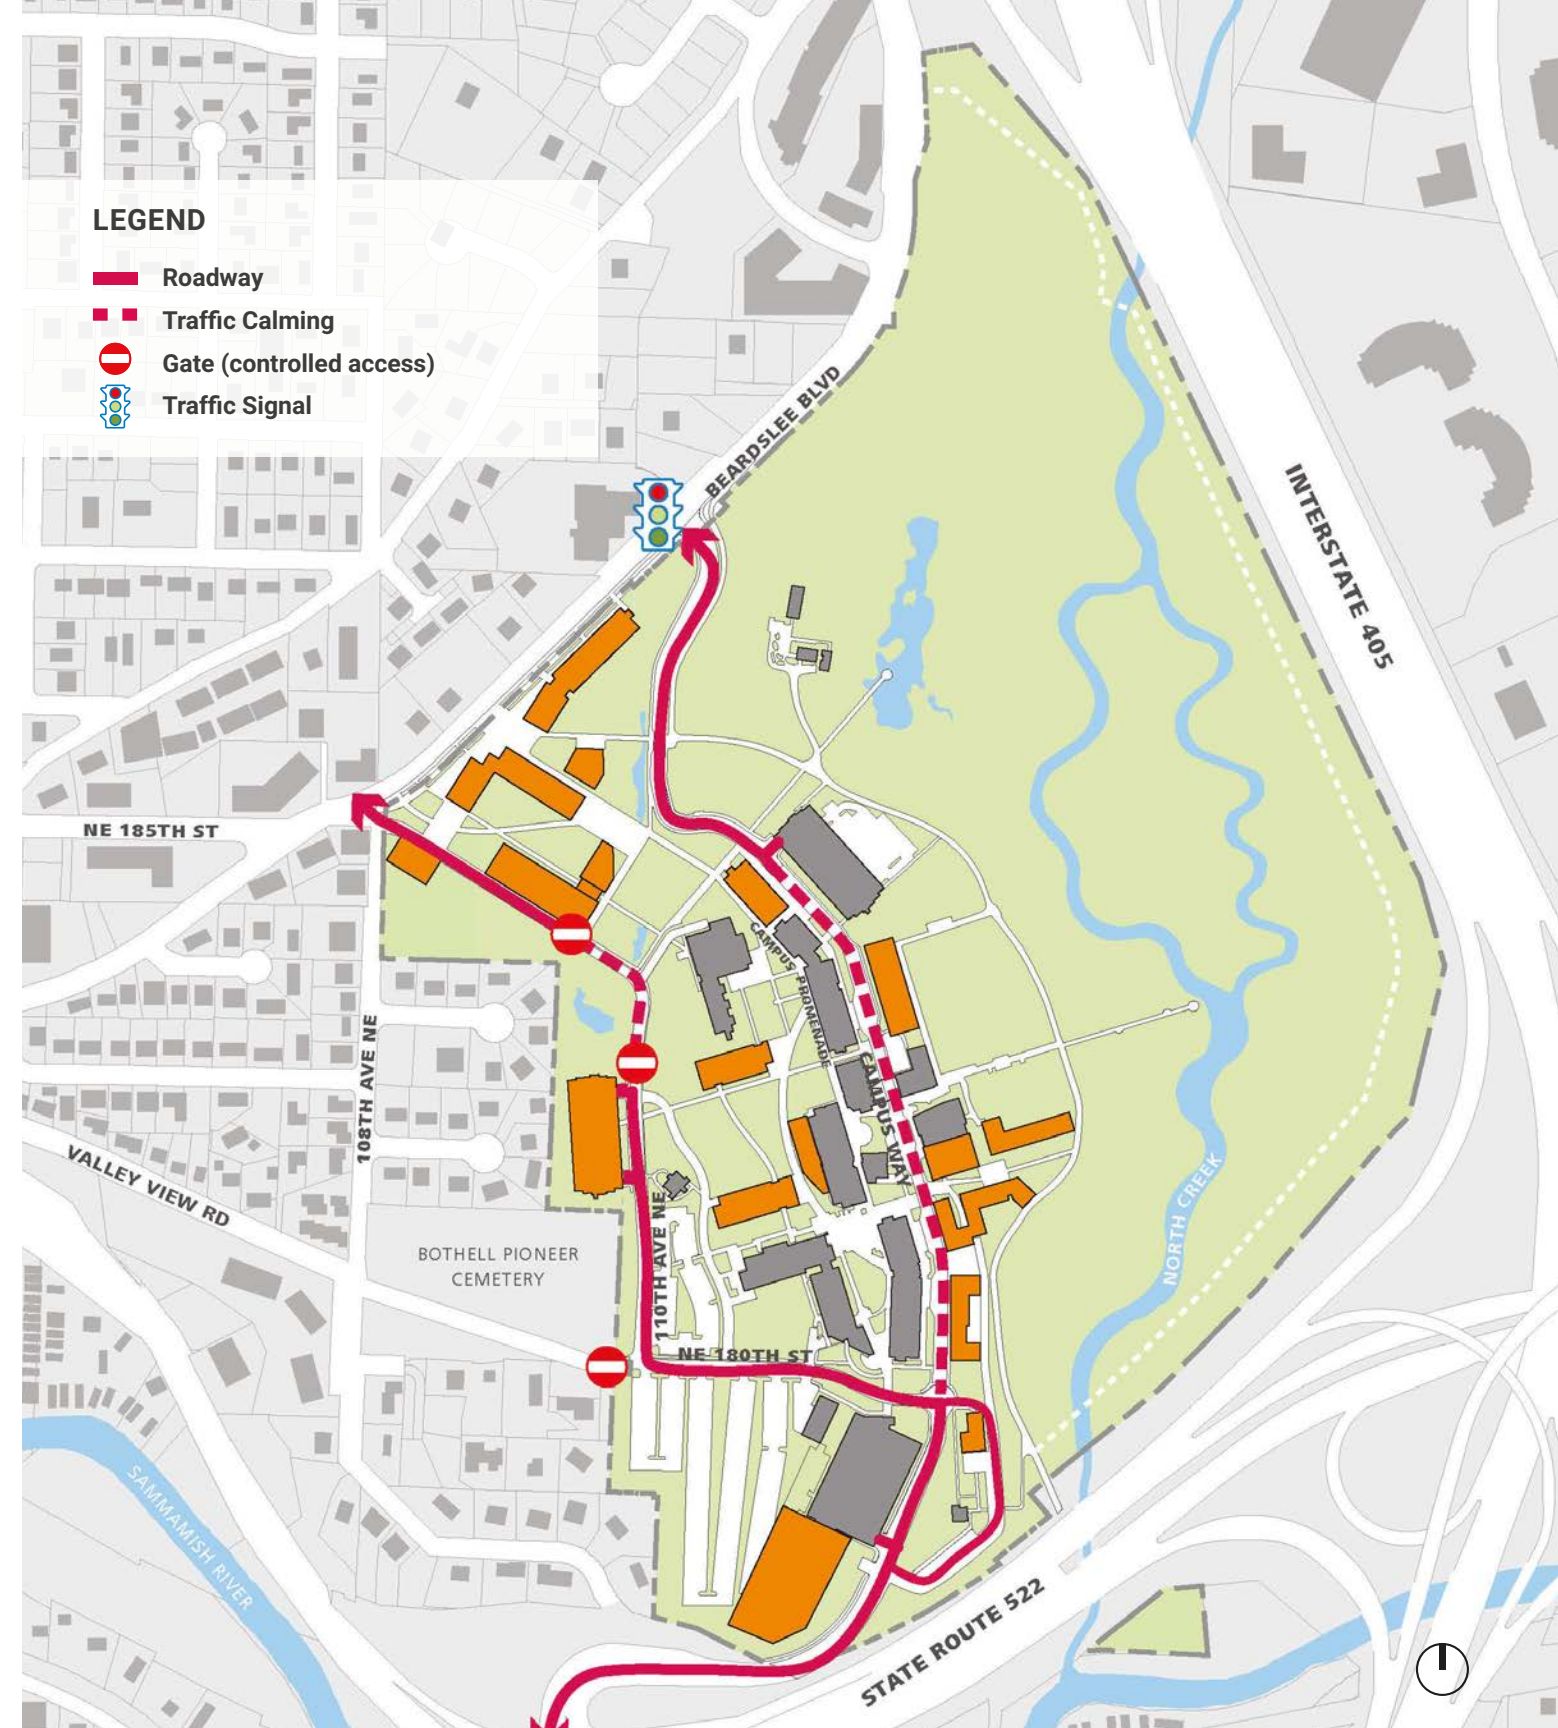 LEGEND
Roadway
Traffic Calming
Gate (controlled access)
Traffic Signal
BEARDSLEE BLVD
INTERSTATE 405
NE 185TH ST
CAMPUS PROMENADE
108TH AVE NE
CAMPUS WAY
VALLEY VIEW RD
NORTH CREEK
BOTHELL PIONEER
CEMETERY
110TH AVE NE
NE 180TH ST
SAMMAMISH RIVER
STATE ROUTE 522